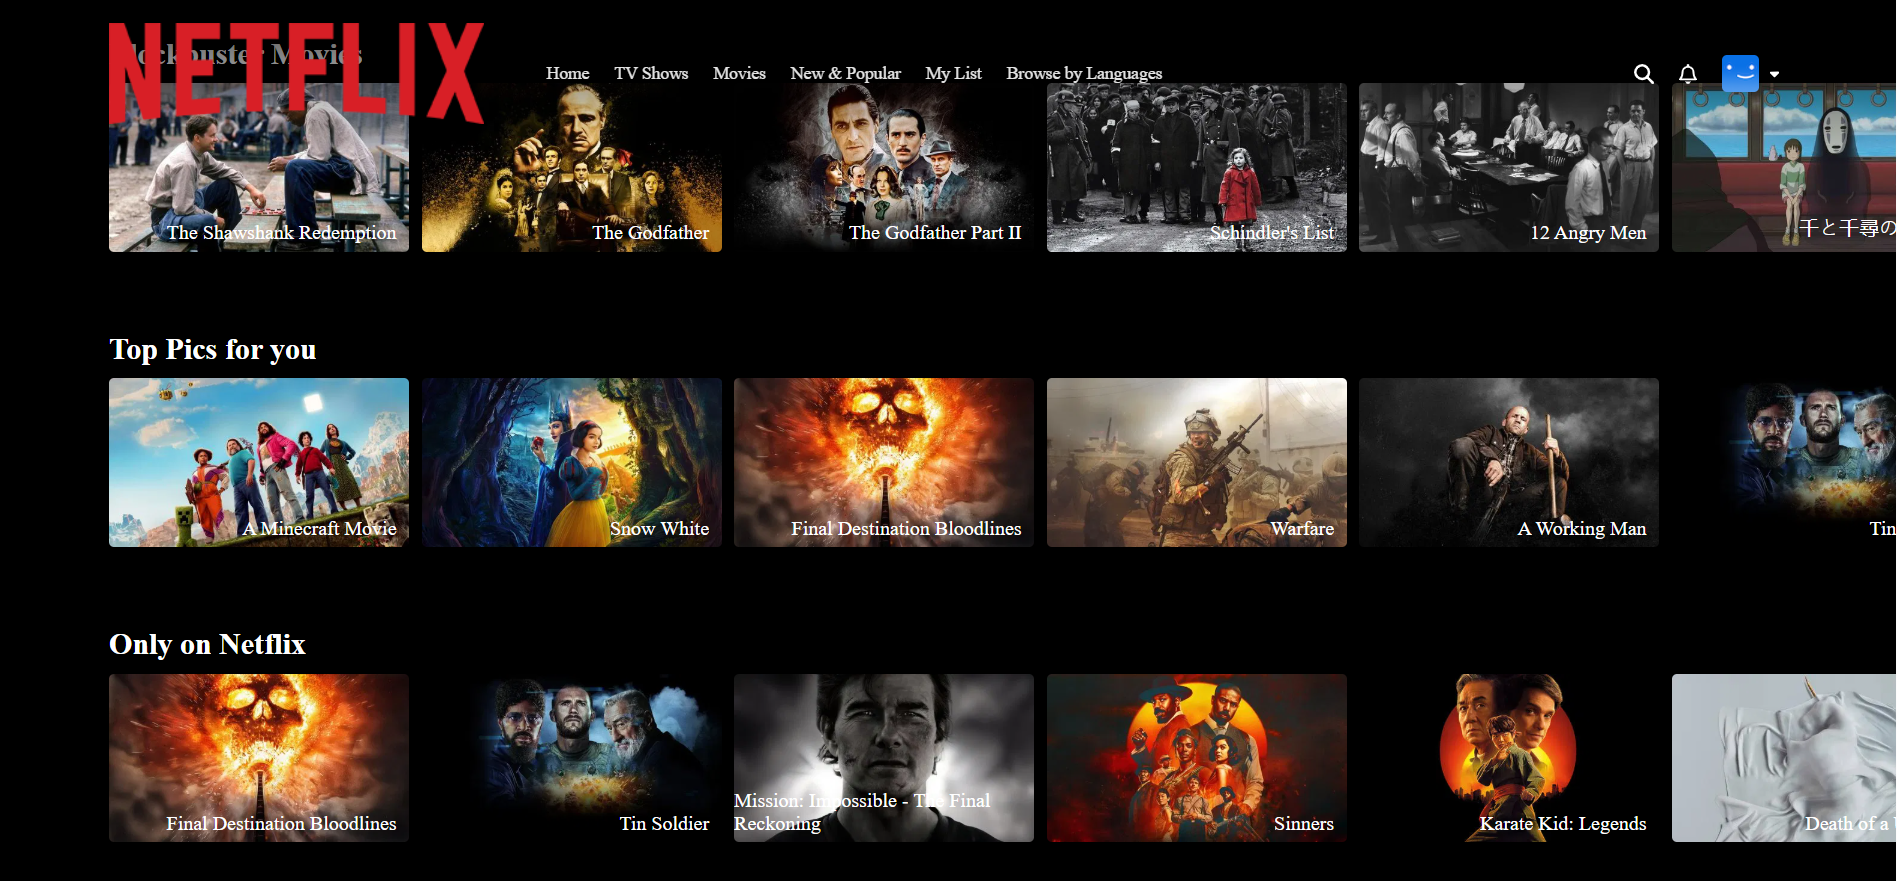 NETFLIX
Blockbuster Movies
Home TV Shows Movies New & Popular My List Browse by Languages
The Shawshank Redemption
The Godfather
The Godfather Part II
Schindler's List
12 Angry Men
千と千尋の
Top Pics for you
A Minecraft Movie
Snow White
Final Destination Bloodlines
Warfare
A Working Man
Tin
Only on Netflix
Final Destination Bloodlines
Tin Soldier
Mission: Impossible - The Final
Reckoning
Sinners
Karate Kid: Legends
Death of a